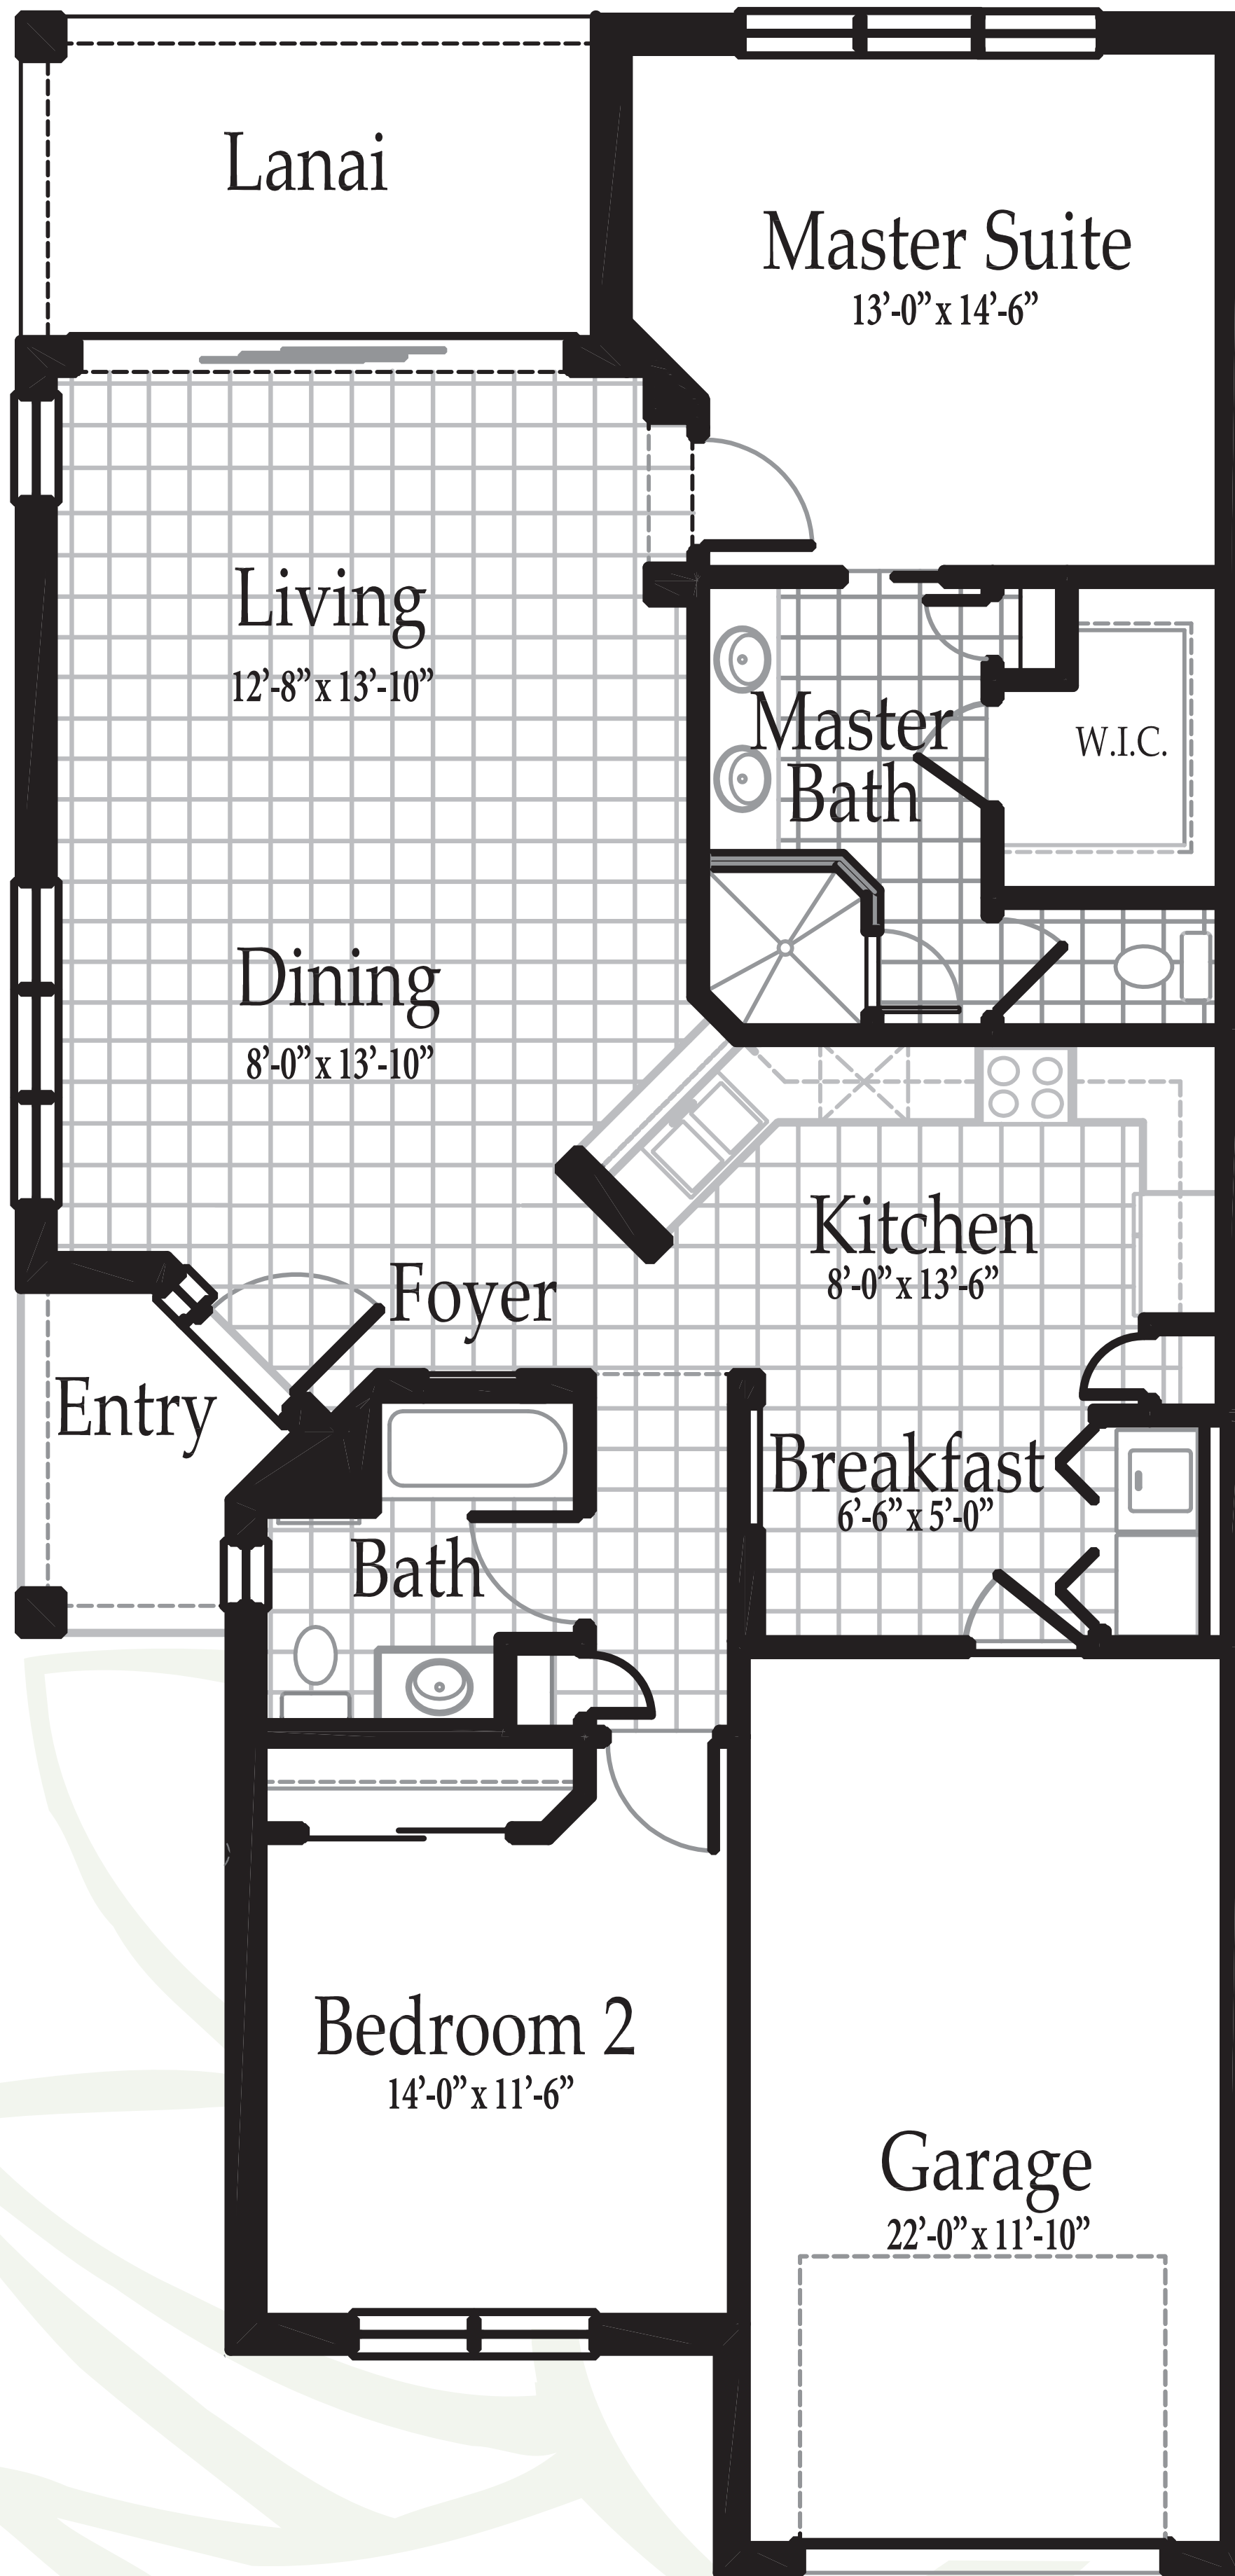 Lanai
Master Suite
13’-0” x 14’-6”
Living
12’-8” x 13’-10”
Master
Bath
W.I.C.
Dining
8’-0” x 13’-10”
Kitchen
8’-0” x 13’-6”
Foyer
Entry
Breakfast
6’-6” x 5’-0”
Bath
Bedroom 2
14’-0” x 11’-6”
Garage
22’-0” x 11’-10”